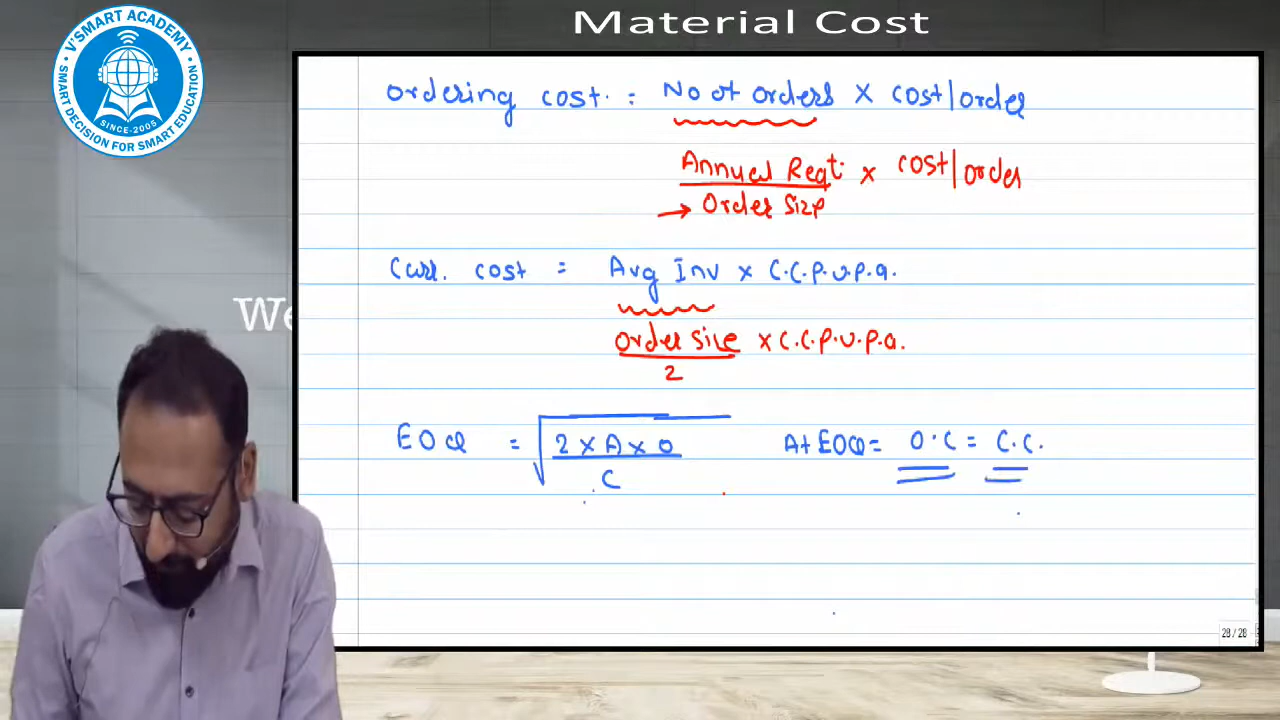 Material Cost
V'SMART ACADEMY
SINCE-2005
SMART DECISION FOR SMART EDUCATION
We
Ordering cost. = No of orders × cost/order
Annual Reqt. × cost/order
→ Order Size
Carr. cost = Avg Inv × C.C.P.U.P.a.
Order size × C.C.P.U.P.a.
2
EOQ = √ 2 × A × O At EOQ = O.C = C.C.
C
28 / 28